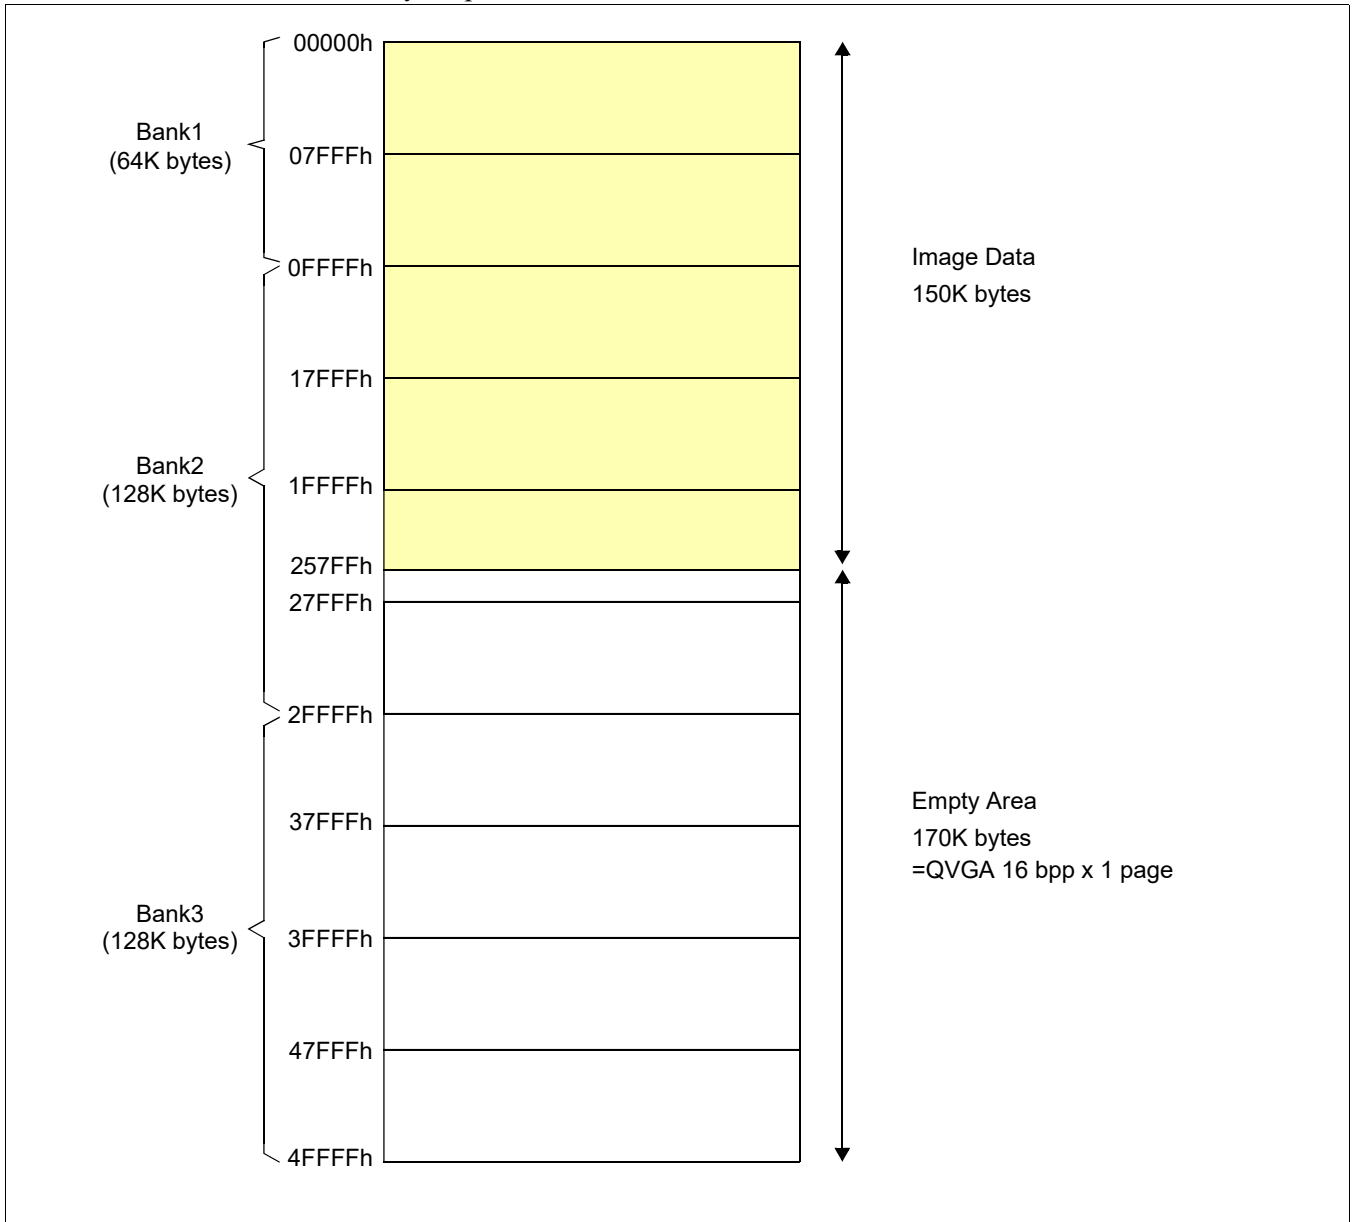 00000h
Bank1
(64K bytes)
07FFFh
0FFFFh
17FFFh
Bank2
(128K bytes)
1FFFFh
257FFh
27FFFh
2FFFFh
37FFFh
Bank3
(128K bytes)
3FFFFh
47FFFh
4FFFFh
Image Data
150K bytes
Empty Area
170K bytes
=QVGA 16 bpp x 1 page